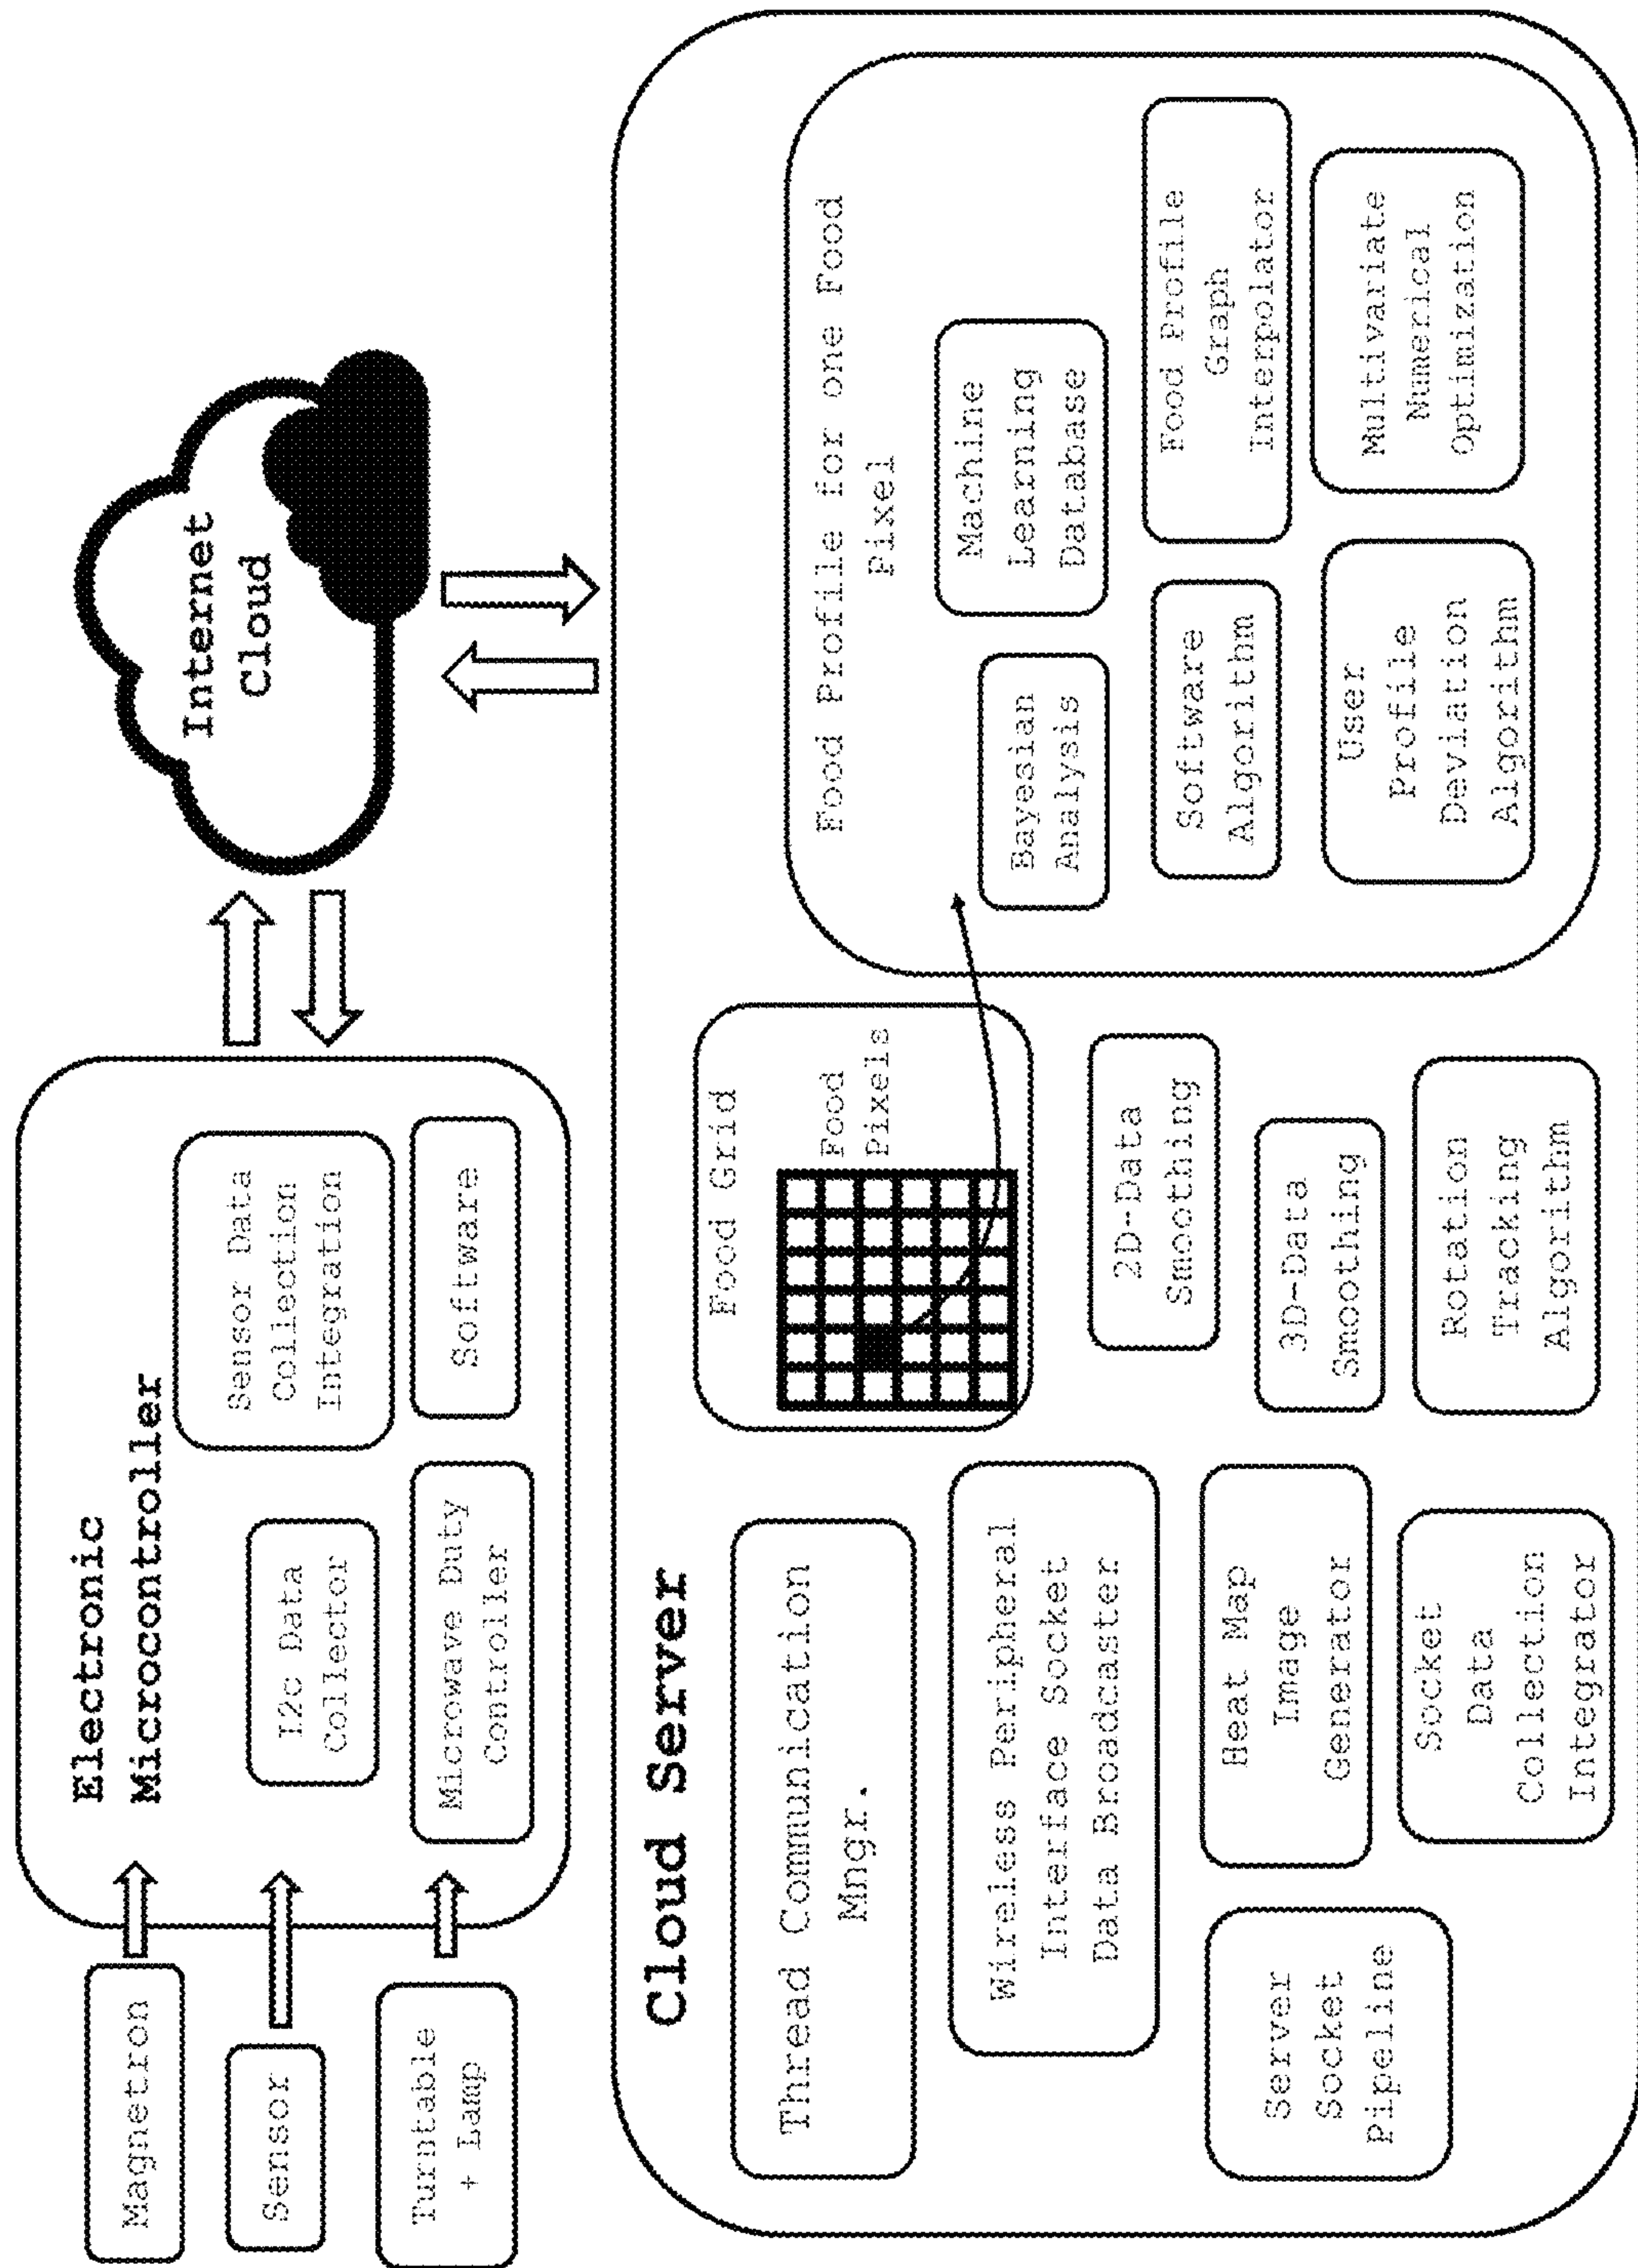 Magnetron
Sensor
Turntable
+ Lamp
Electronic
Microcontroller
I2c Data
Collector
Sensor Data
Collection
Integration
Microwave Duty
Controller
Software
Internet
Cloud
Cloud Server
Thread Communication
Mngr.
Wireless Peripheral
Interface Socket
Data Broadcaster
Server
Socket
Pipeline
Heat Map
Image
Generator
Socket
Data
Collection
Integrator
Food Grid
Food
Pixels
2D-Data
Smoothing
3D-Data
Smoothing
Rotation
Tracking
Algorithm
Food Profile for one Food
Pixel
Bayesian
Analysis
Machine
Learning
Database
Software
Algorithm
Food Profile
Graph
Interpolator
User
Profile
Deviation
Algorithm
Multivariate
Numerical
Optimization